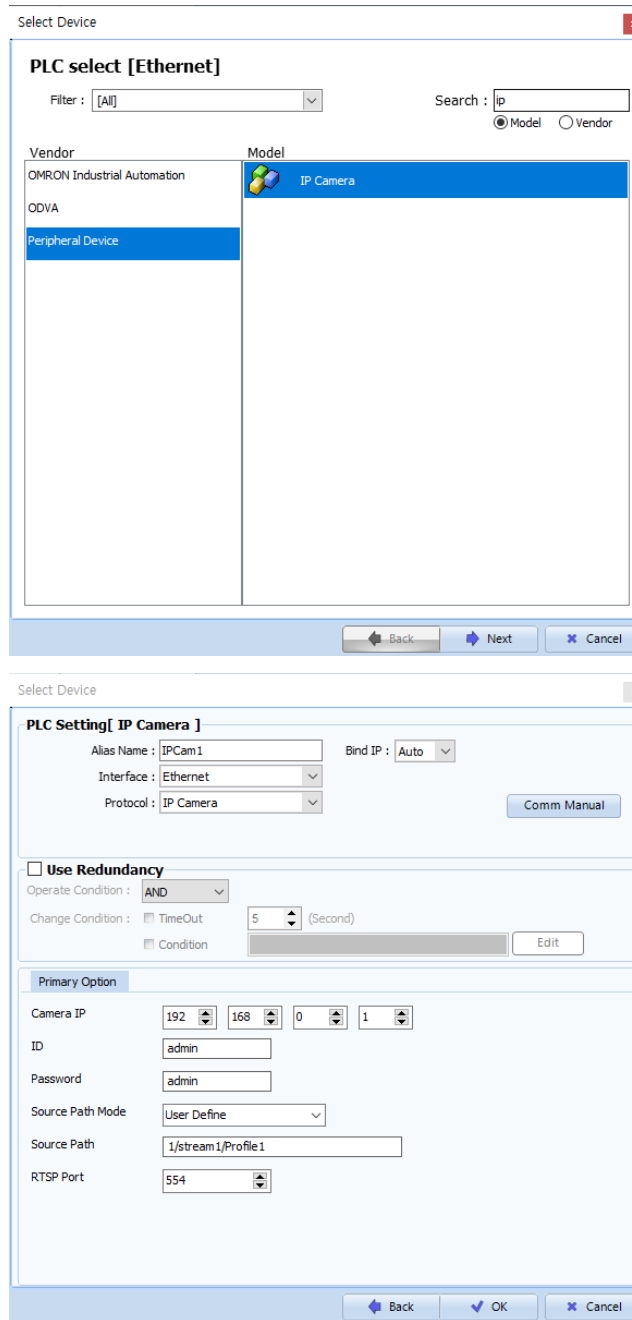 Select Device
PLC select [Ethernet]
Filter : [All] Search : ip
Model Vendor
Vendor Model
OMRON Industrial Automation IP Camera
ODVA
Peripheral Device
Back Next Cancel
Select Device
PLC Setting[ IP Camera ]
Alias Name : IPCam1 Bind IP : Auto
Interface : Ethernet
Protocol : IP Camera Comm Manual
Use Redundancy
Operate Condition : AND
Change Condition : TimeOut 5 (Second)
Condition Edit
Primary Option
Camera IP 192 168 0 1
ID admin
Password admin
Source Path Mode User Define
Source Path 1/stream1/Profile1
RTSP Port 554
Back OK Cancel